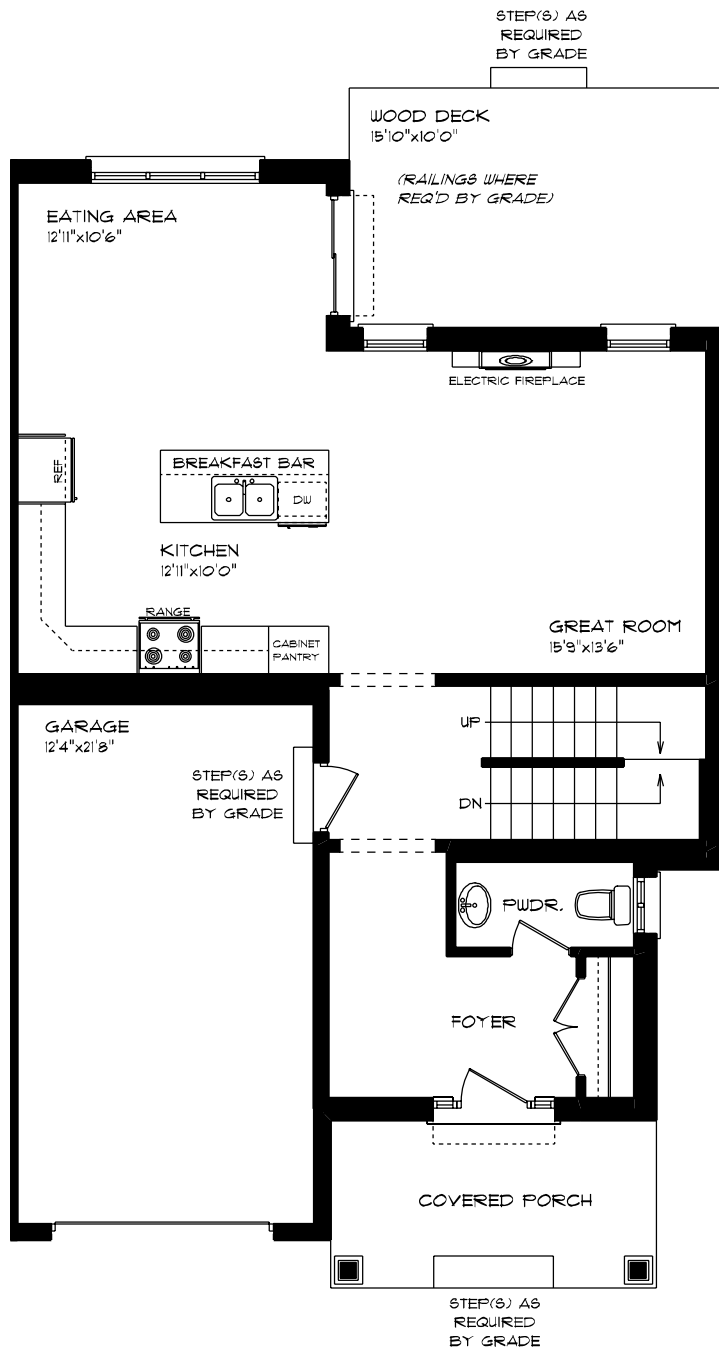 STEP(S) AS
REQUIRED
BY GRADE
WOOD DECK
15'10"x10'0"
(RAILINGS WHERE
REQ'D BY GRADE)
EATING AREA
12'11"x10'6"
ELECTRIC FIREPLACE
REF
BREAKFAST BAR
DW
KITCHEN
12'11"x10'0"
RANGE
CABINET
PANTRY
GREAT ROOM
15'9"x13'6"
GARAGE
12'4"x21'8"
UP
STEP(S) AS
REQUIRED
BY GRADE
DN
PWDR.
FOYER
COVERED PORCH
STEP(S) AS
REQUIRED
BY GRADE